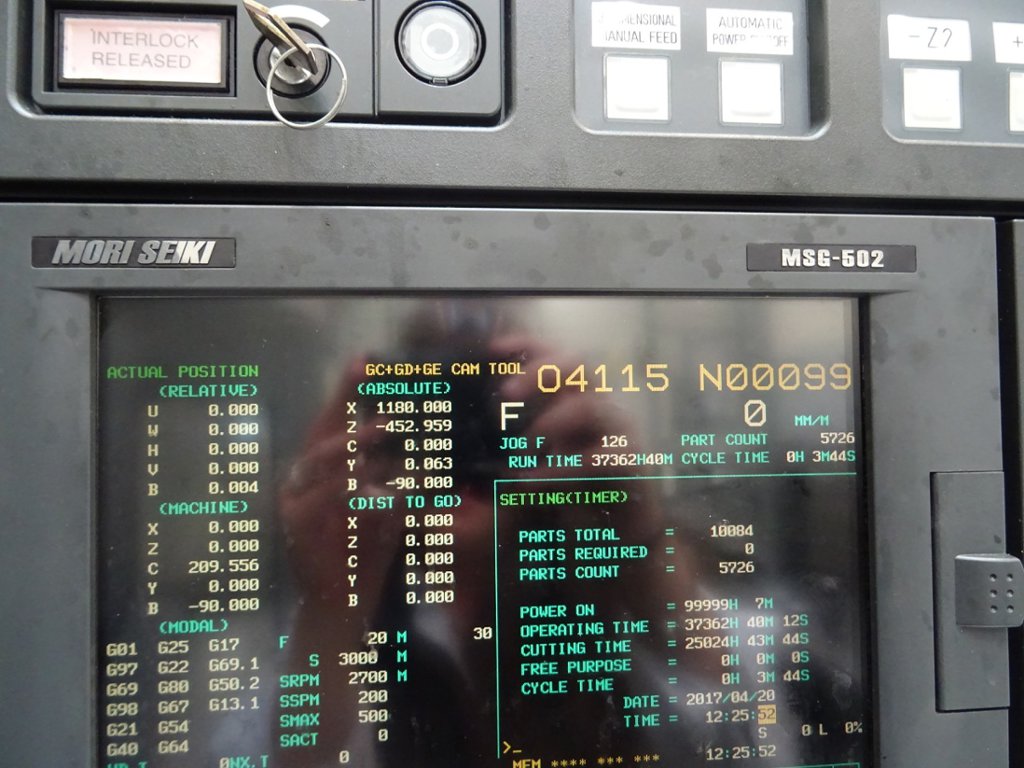 INTERLOCK
RELEASED
MANUAL FEED
AUTOMATIC
POWER
-Z?
+
MORI SEIKI
MSG-502
ACTUAL POSITION GC+GD+GE CAM TOOL O4115 N00099
(RELATIVE) (ABSOLUTE)
U 0.000 X 1180.000 F 0 MM/M
W 0.000 Z -452.959
H 0.000 C 0.000 JOG F 126 PART COUNT 5726
V 0.000 Y 0.063 RUN TIME 37362H40M CYCLE TIME 0H 3M44S
B 0.004 B -90.000
(MACHINE) (DIST TO GO) SETTING(TIMER)
X 0.000 X 0.000
Z 0.000 Z 0.000 PARTS TOTAL = 10084
C 209.556 C 0.000 PARTS REQUIRED = 0
Y 0.000 Y 0.000 PARTS COUNT = 5726
B -90.000 B 0.000
(MODAL) POWER ON = 99999H 7M
G01 G25 G17 F 20 M 30 OPERATING TIME = 37362H 40M 12S
G97 G22 G69.1 S 3000 M CUTTING TIME = 25024H 43M 44S
G69 G80 G50.2 SRPM 2700 M FREE PURPOSE = 0H 0M 0S
G98 G67 G13.1 SSPM 200 CYCLE TIME = 0H 3M 44S
G21 G54 SMAX 500 DATE = 2017/04/20
G40 G64 SACT 0 TIME = 12:25:52
S 0 L 0%
0NX.T 0 >_
MEM **** *** *** 12:25:52